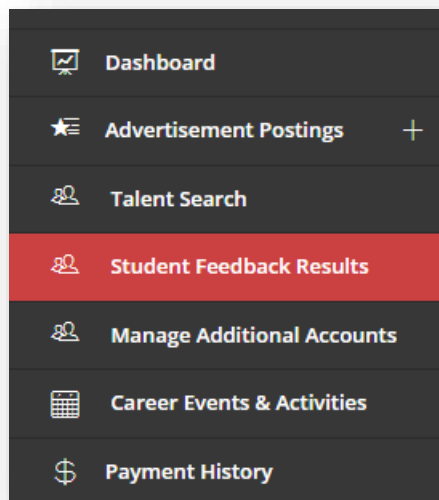 Dashboard
Advertisement Postings +
Talent Search
Student Feedback Results
Manage Additional Accounts
Career Events & Activities
Payment History